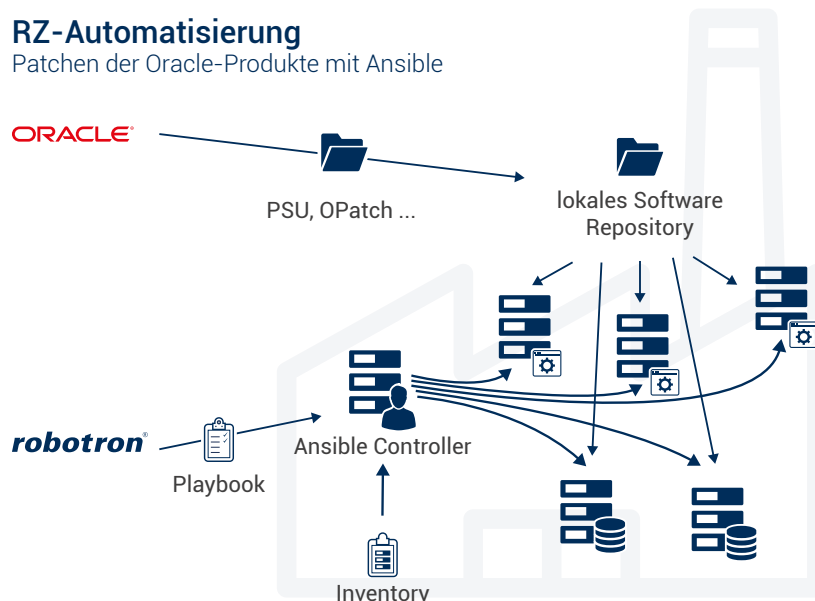 RZ-Automatisierung
Patchen der Oracle-Produkte mit Ansible
ORACLE®
PSU, OPatch ...
lokales Software
Repository
robotron®
Playbook
Ansible Controller
Inventory